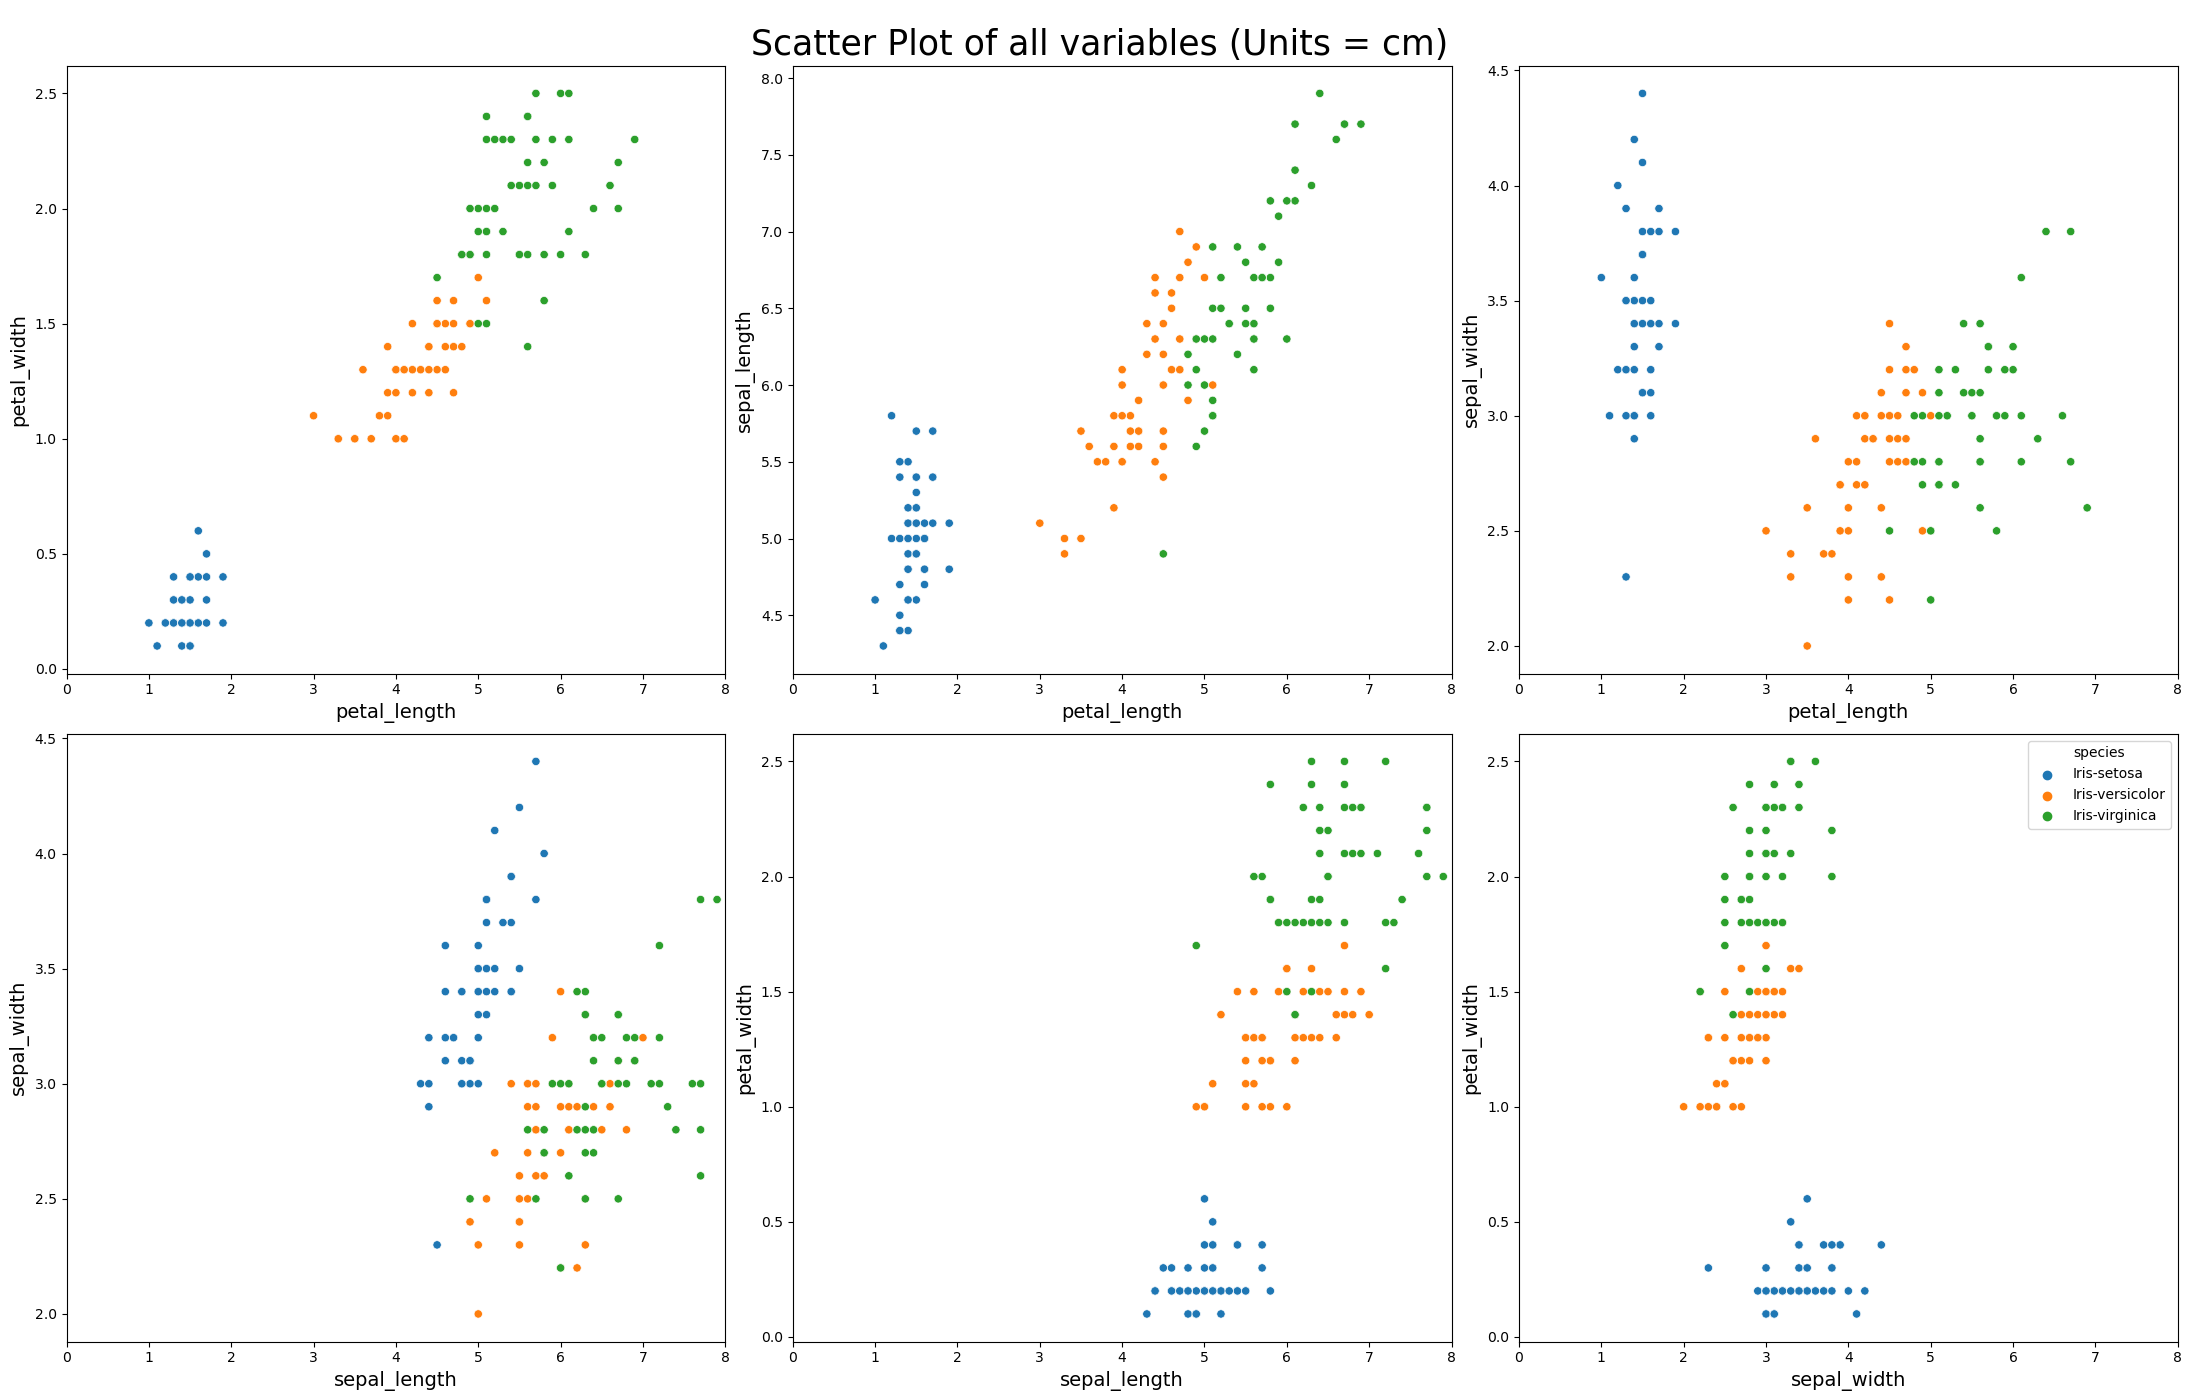 Scatter Plot of all variables (Units = cm)
petal_width
2.5
2.0
1.5
1.0
0.5
0.0
0 1 2 3 4 5 6 7 8
petal_length
sepal_length
8.0
7.5
7.0
6.5
6.0
5.5
5.0
4.5
0 1 2 3 4 5 6 7 8
petal_length
sepal_width
4.5
4.0
3.5
3.0
2.5
2.0
0 1 2 3 4 5 6 7 8
petal_length
sepal_width
4.5
4.0
3.5
3.0
2.5
2.0
0 1 2 3 4 5 6 7 8
sepal_length
petal_width
2.5
2.0
1.5
1.0
0.5
0.0
0 1 2 3 4 5 6 7 8
sepal_length
petal_width
2.5
2.0
1.5
1.0
0.5
0.0
species
Iris-setosa
Iris-versicolor
Iris-virginica
0 1 2 3 4 5 6 7 8
sepal_width